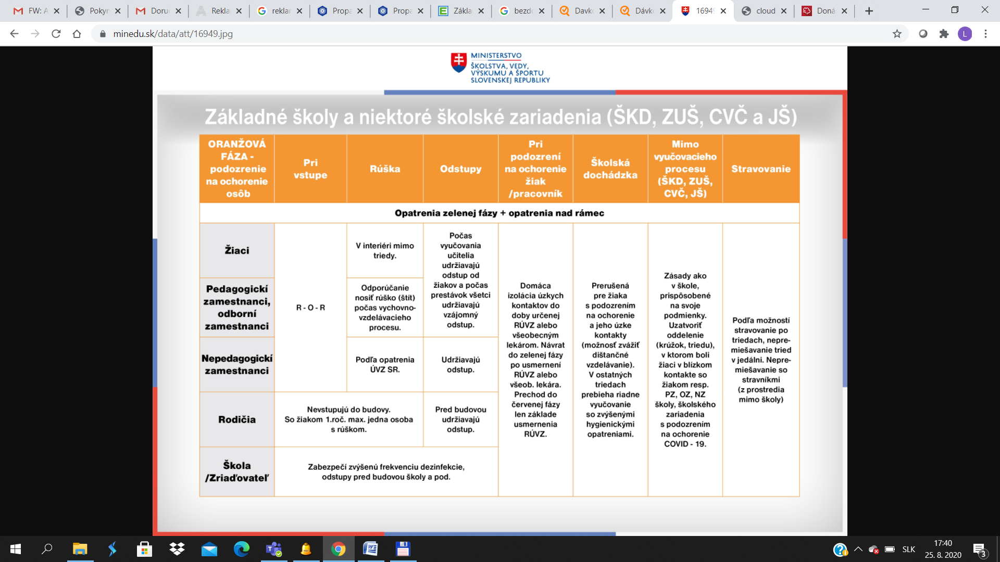 FW: A
Pokyn
Doruč
Rekla
reklar
Propa
Propa
Zákla
bezdo
Davko
Dávko
16949
cloud
Doná
minedu.sk/data/att/16949.jpg
L
MINISTERSTVO
ŠKOLSTVA, VEDY,
VÝSKUMU A ŠPORTU
SLOVENSKEJ REPUBLIKY
Základné školy a niektoré školské zariadenia (ŠKD, ZUŠ, CVČ a JŠ)
ORANŽOVÁ
FÁZA -
podozrenie
na ochorenie
osôb
Pri
vstupe
Rúška
Odstupy
Pri
podozrení
na ochorenie
žiak
/pracovník
Školská
dochádzka
Mimo
vyučovacieho
procesu
(ŠKD, ZUŠ,
CVČ, JŠ)
Stravovanie
Opatrenia zelenej fázy + opatrenia nad rámec
Žiaci
Pedagogickí
zamestnanci,
odborní
zamestnanci
Nepedagogickí
zamestnanci
Rodičia
Škola
/Zriaďovateľ
R - O - R
V interiéri mimo
triedy.
Odporúčanie
nosiť rúško (štít)
počas vychovno-
vzdelávacieho
procesu.
Podľa opatrenia
ÚVZ SR.
Počas
vyučovania
učitelia
udržiavajú
odstup od
žiakov a počas
prestávok všetci
udržiavajú
vzájomný
odstup.
Udržiavajú
odstup.
Nevstupujú do budovy.
So žiakom 1.roč. max. jedna osoba
s rúškom.
Pred budovou
udržiavajú
odstup.
Zabezpečí zvýšenú frekvenciu dezinfekcie,
odstupy pred budovou školy a pod.
Domáca
izolácia úzkych
kontaktov do
doby určenej
RÚVZ alebo
všeobecným
lekárom. Návrat
do zelenej fázy
po usmernení
RÚVZ alebo
všeob. lekára.
Prechod do
červenej fázy
len základe
usmernenia
RÚVZ.
Prerušená
pre žiaka
s podozrením
na ochorenie
a jeho úzke
kontakty
(možnosť zvážiť
dištančné
vzdelávanie).
V ostatných
triedach
prebieha riadne
vyučovanie
so zvýšenými
hygienickými
opatreniami.
Zásady ako
v škole,
prispôsobené
na svoje
podmienky.
Uzatvoriť
oddelenie
(krúžok, triedu),
v ktorom boli
žiaci v blízkom
kontakte so
žiakom resp.
PZ, OZ, NZ
školy, školského
zariadenia
s podozrením
na ochorenie
COVID - 19.
Podľa možností
stravovanie po
triedach, nepre-
miešavanie tried
v jedálni. Nepre-
miešavanie so
stravníkmi
(z prostredia
mimo školy)
SLK
17:40
25. 8. 2020
3